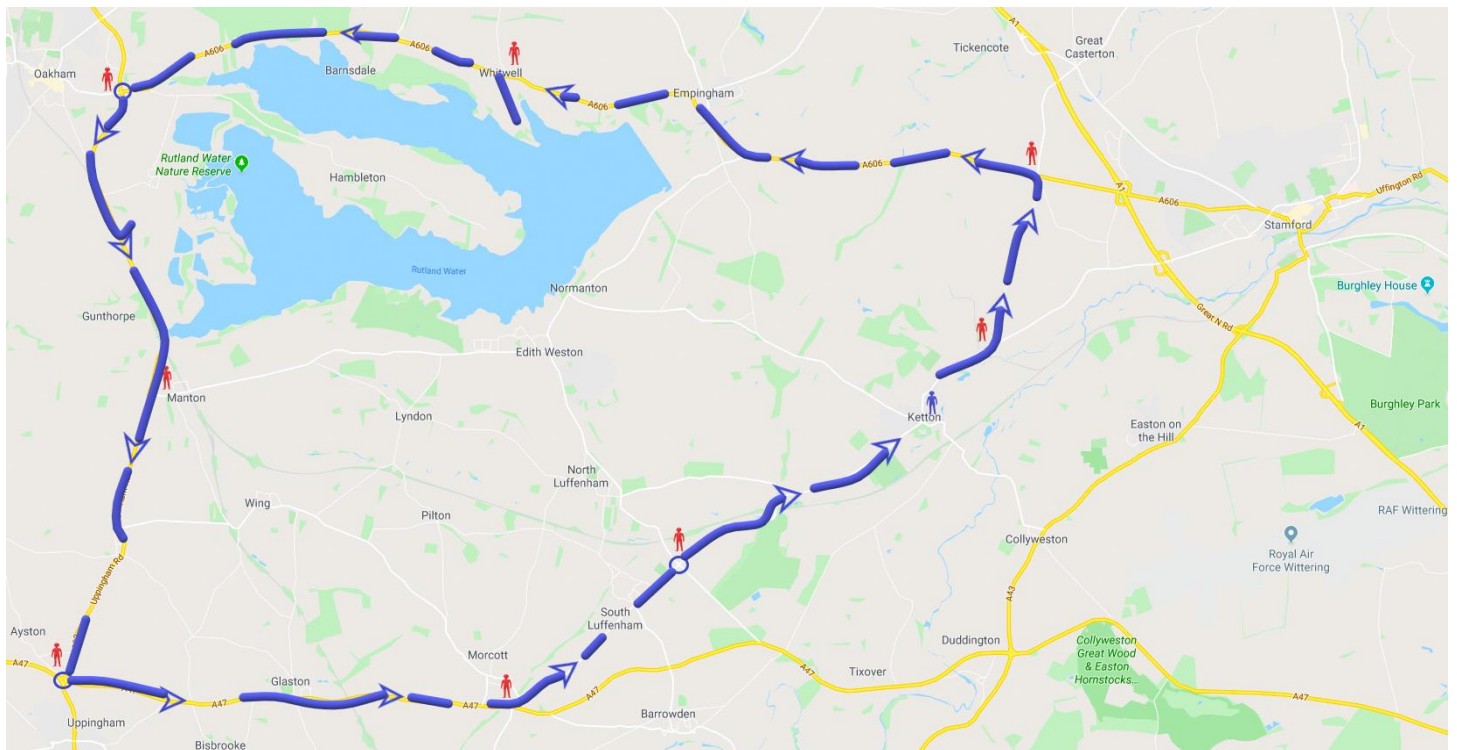 A1
Great
Casterton
Tickencote
A606
Oakham
A606
Barnsdale
Whitwell
Empingham
A606
Rutland Water
Nature Reserve
Hambleton
A606
A1
A606
Uffington Rd
Stamford
Rutland Water
Normanton
Burghley House
Gunthorpe
Great N Rd
Edith Weston
Manton
Lyndon
Ketton
Burghley Park
Easton on
the Hill
A1
North
Luffenham
Wing
Pilton
RAF Wittering
Collyweston
Royal Air
Force Wittering
Uppingham Rd
A43
South
Luffenham
Ayston
Duddington
Collyweston
Great Wood
& Easton
Hornstocks...
A47
Morcott
Tixover
A47
Glaston
A47
A47
A47
Barrowden
Uppingham
Bisbrooke